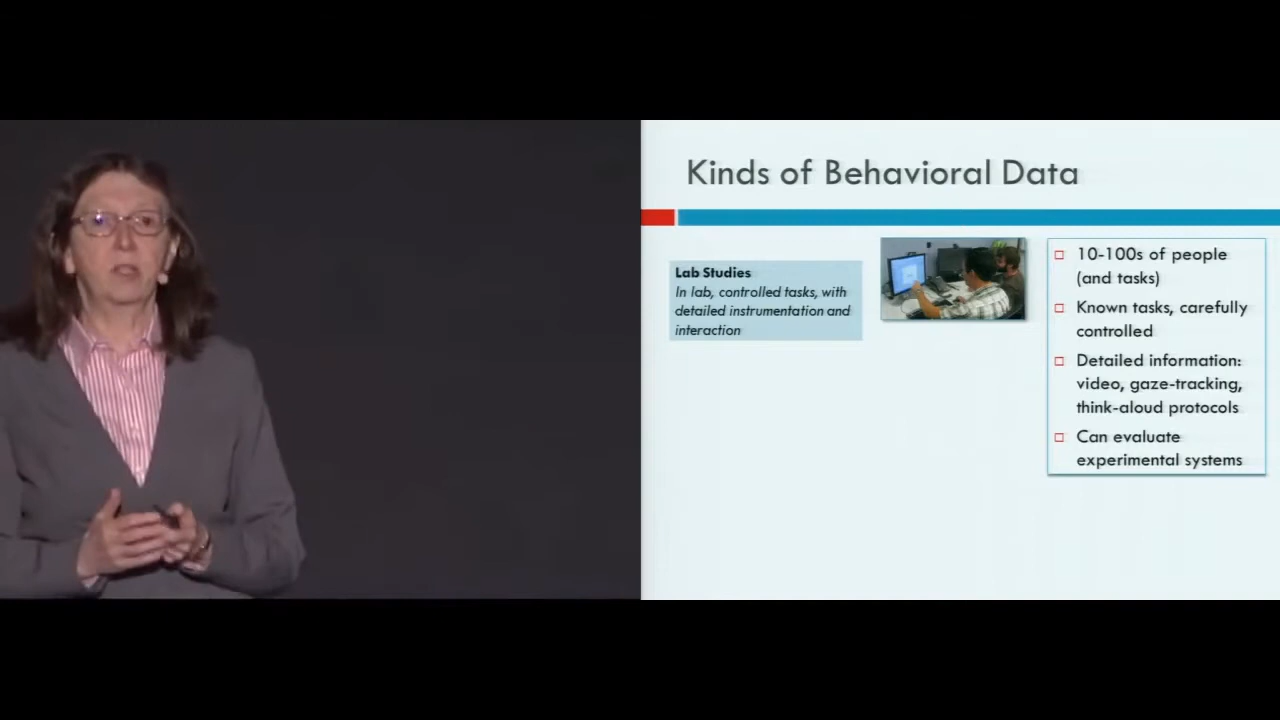 Kinds of Behavioral Data
Lab Studies
In lab, controlled tasks, with
detailed instrumentation and
interaction
10-100s of people
(and tasks)
Known tasks, carefully
controlled
Detailed information:
video, gaze-tracking,
think-aloud protocols
Can evaluate
experimental systems